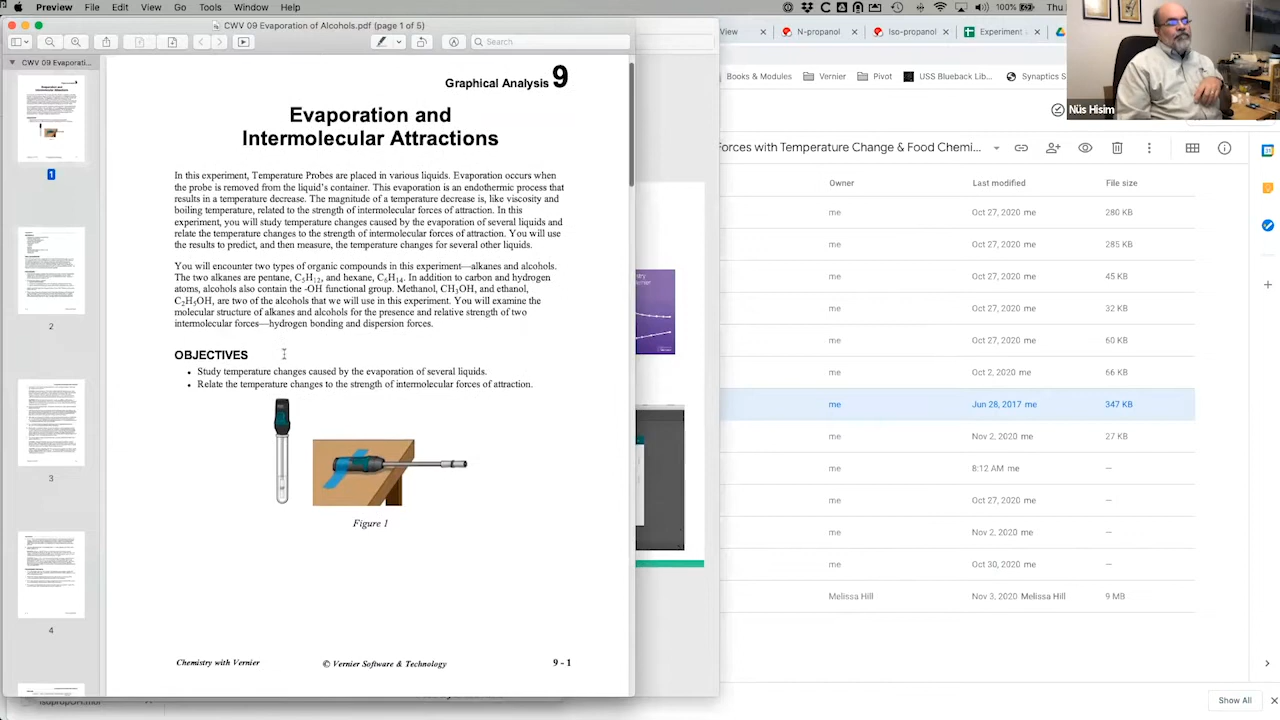 Preview File Edit View Go Tools Window Help
100% Thu
CWV 09 Evaporation of Alcohols.pdf (page 1 of 5)
Search
CWV 09 Evaporati...
1
2
3
4
Graphical Analysis 9
Evaporation and
Intermolecular Attractions
In this experiment, Temperature Probes are placed in various liquids. Evaporation occurs when
the probe is removed from the liquid's container. This evaporation is an endothermic process that
results in a temperature decrease. The magnitude of a temperature decrease is, like viscosity and
boiling temperature, related to the strength of intermolecular forces of attraction. In this
experiment, you will study temperature changes caused by the evaporation of several liquids and
relate the temperature changes to the strength of intermolecular forces of attraction. You will use
the results to predict, and then measure, the temperature changes for several other liquids.
You will encounter two types of organic compounds in this experiment—alkanes and alcohols.
The two alkanes are pentane, C5H12, and hexane, C6H14. In addition to carbon and hydrogen
atoms, alcohols also contain the -OH functional group. Methanol, CH3OH, and ethanol,
C2H5OH, are two of the alcohols that we will use in this experiment. You will examine the
molecular structure of alkanes and alcohols for the presence and relative strength of two
intermolecular forces—hydrogen bonding and dispersion forces.
OBJECTIVES
• Study temperature changes caused by the evaporation of several liquids.
• Relate the temperature changes to the strength of intermolecular forces of attraction.
Figure 1
Chemistry with Vernier © Vernier Software & Technology 9 - 1
View N-propanol Iso-propanol Experiment
Books & Articles Vernier Pivot USB Blueback Lib... Synaptics S
Nüs Hisim
Forces with Temperature Change & Food Chemi...
Owner Last modified File size
me Oct 27, 2020 me 280 KB
me Oct 27, 2020 me 285 KB
me Oct 27, 2020 me 45 KB
me Oct 27, 2020 me 32 KB
me Oct 27, 2020 me 60 KB
me Oct 2, 2020 me 66 KB
me Jun 28, 2017 me 347 KB
me Nov 2, 2020 me 27 KB
me 8:12 AM me —
me Oct 27, 2020 me —
me Nov 2, 2020 me —
me Oct 30, 2020 me —
Melissa Hill Nov 3, 2020 Melissa Hill 9 MB
Show All